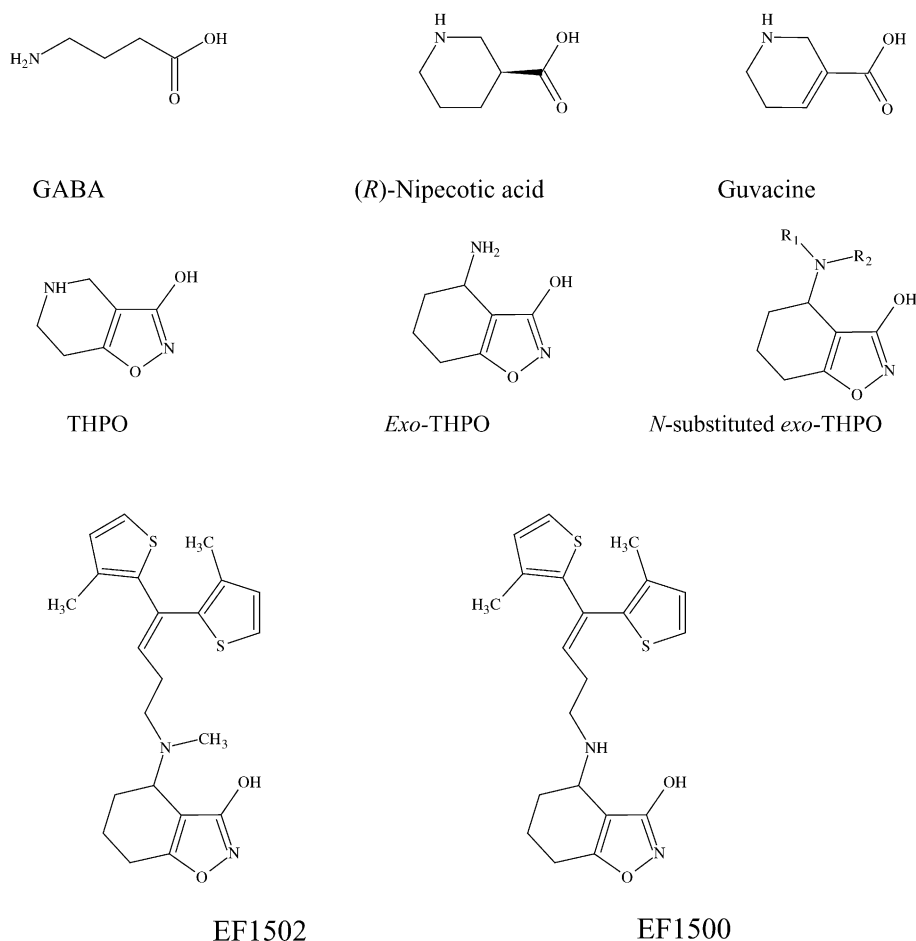 H₂N OH O
GABA
H N OH O
(R)-Nipecotic acid
H N OH O
Guvacine
NH OH N O
THPO
NH₂ OH N O
Exo-THPO
R₁ N R₂ OH N O
N-substituted exo-THPO
S H₃C H₃C S N CH₃ OH N O
EF1502
S H₃C H₃C S NH OH N O
EF1500